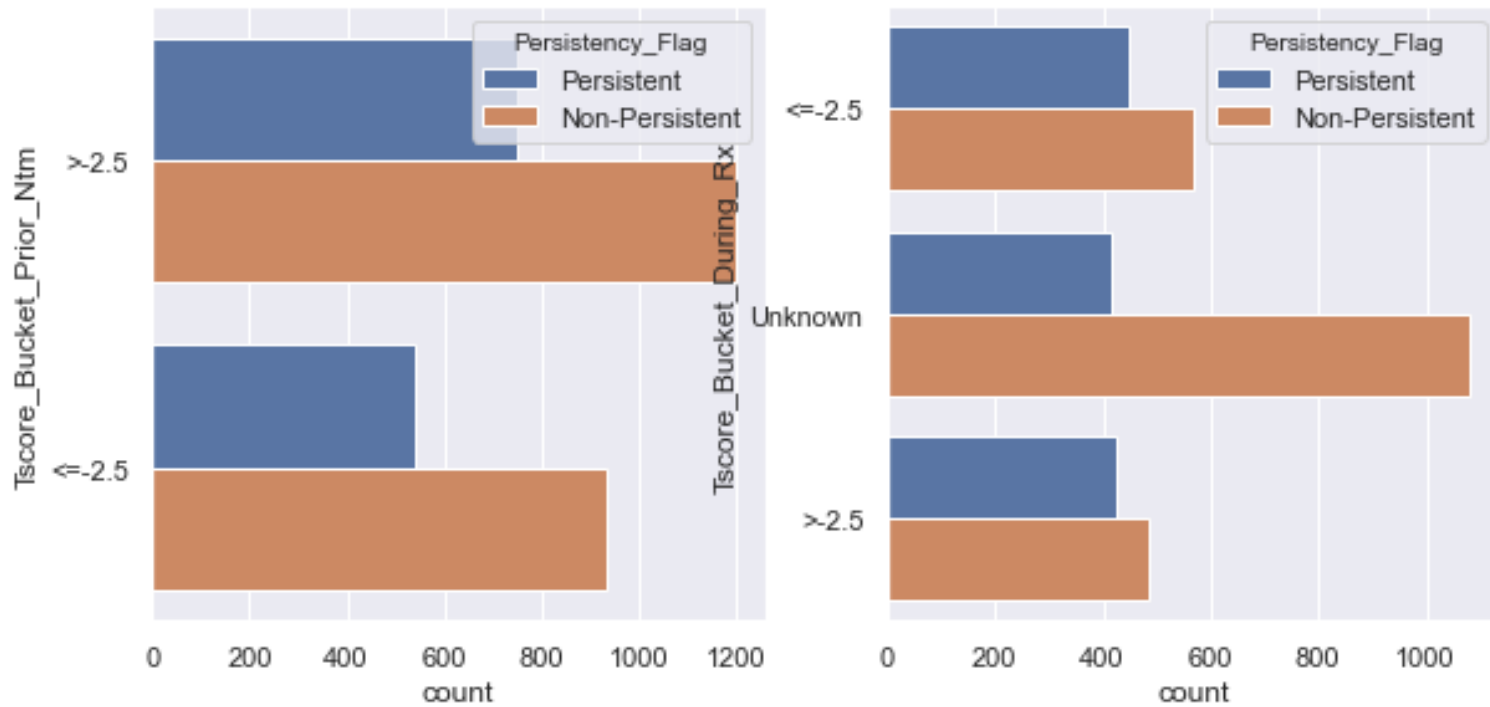 Persistency_Flag
Persistent
Non-Persistent
Tscore_Bucket_Prior_Ntm
>-2.5
<=-2.5
0 200 400 600 800 1000 1200
count
Persistency_Flag
Persistent
Non-Persistent
Tscore_Bucket_During_Rx
<=-2.5
Unknown
>-2.5
0 200 400 600 800 1000
count